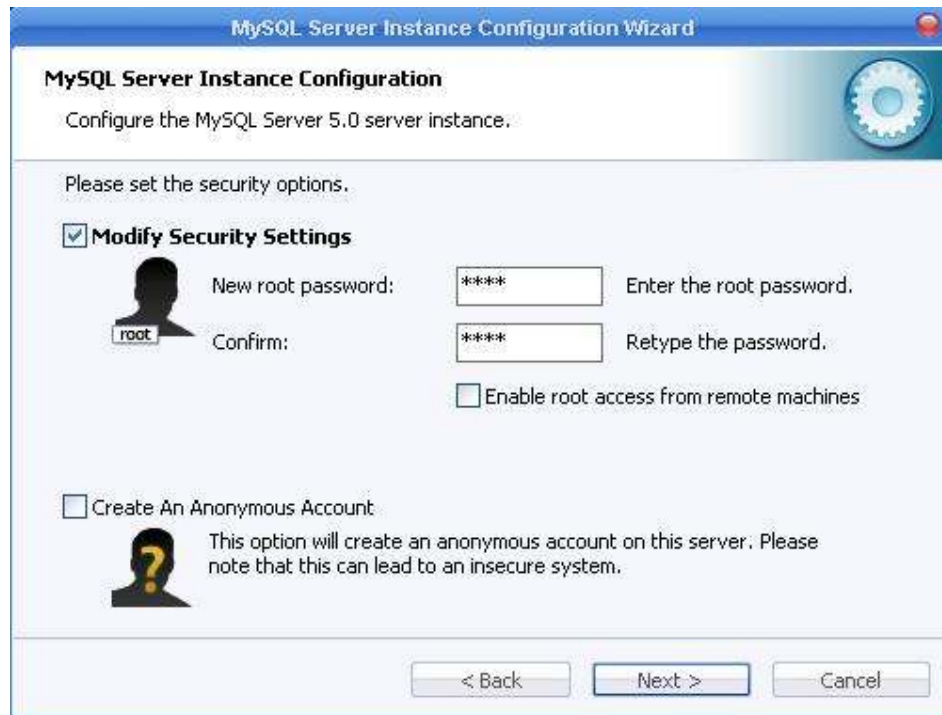 MySQL Server Instance Configuration Wizard
MySQL Server Instance Configuration
Configure the MySQL Server 5.0 server instance.
Please set the security options.
Modify Security Settings
root
New root password: **** Enter the root password.
Confirm: **** Retype the password.
Enable root access from remote machines
Create An Anonymous Account
?
This option will create an anonymous account on this server. Please
note that this can lead to an insecure system.
< Back Next > Cancel